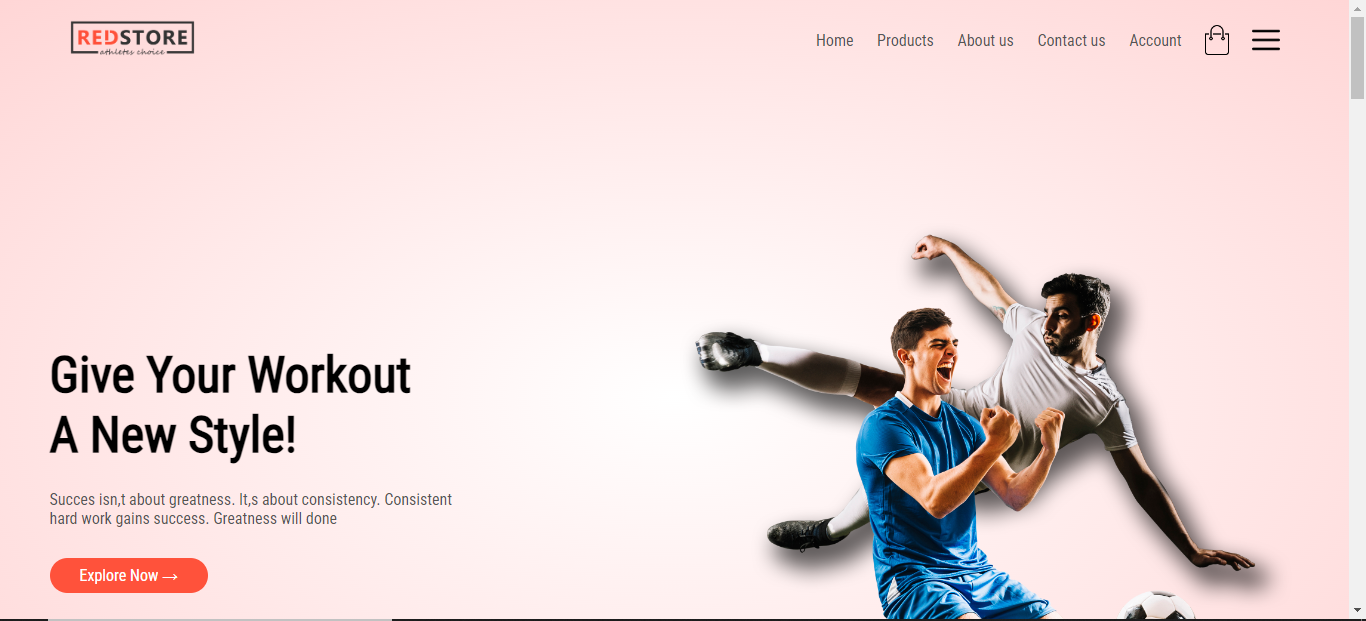 REDSTORE
athletes choice
Home Products About us Contact us Account
Give Your Workout
A New Style!
Succes isn,t about greatness. It,s about consistency. Consistent
hard work gains success. Greatness will done
Explore Now →